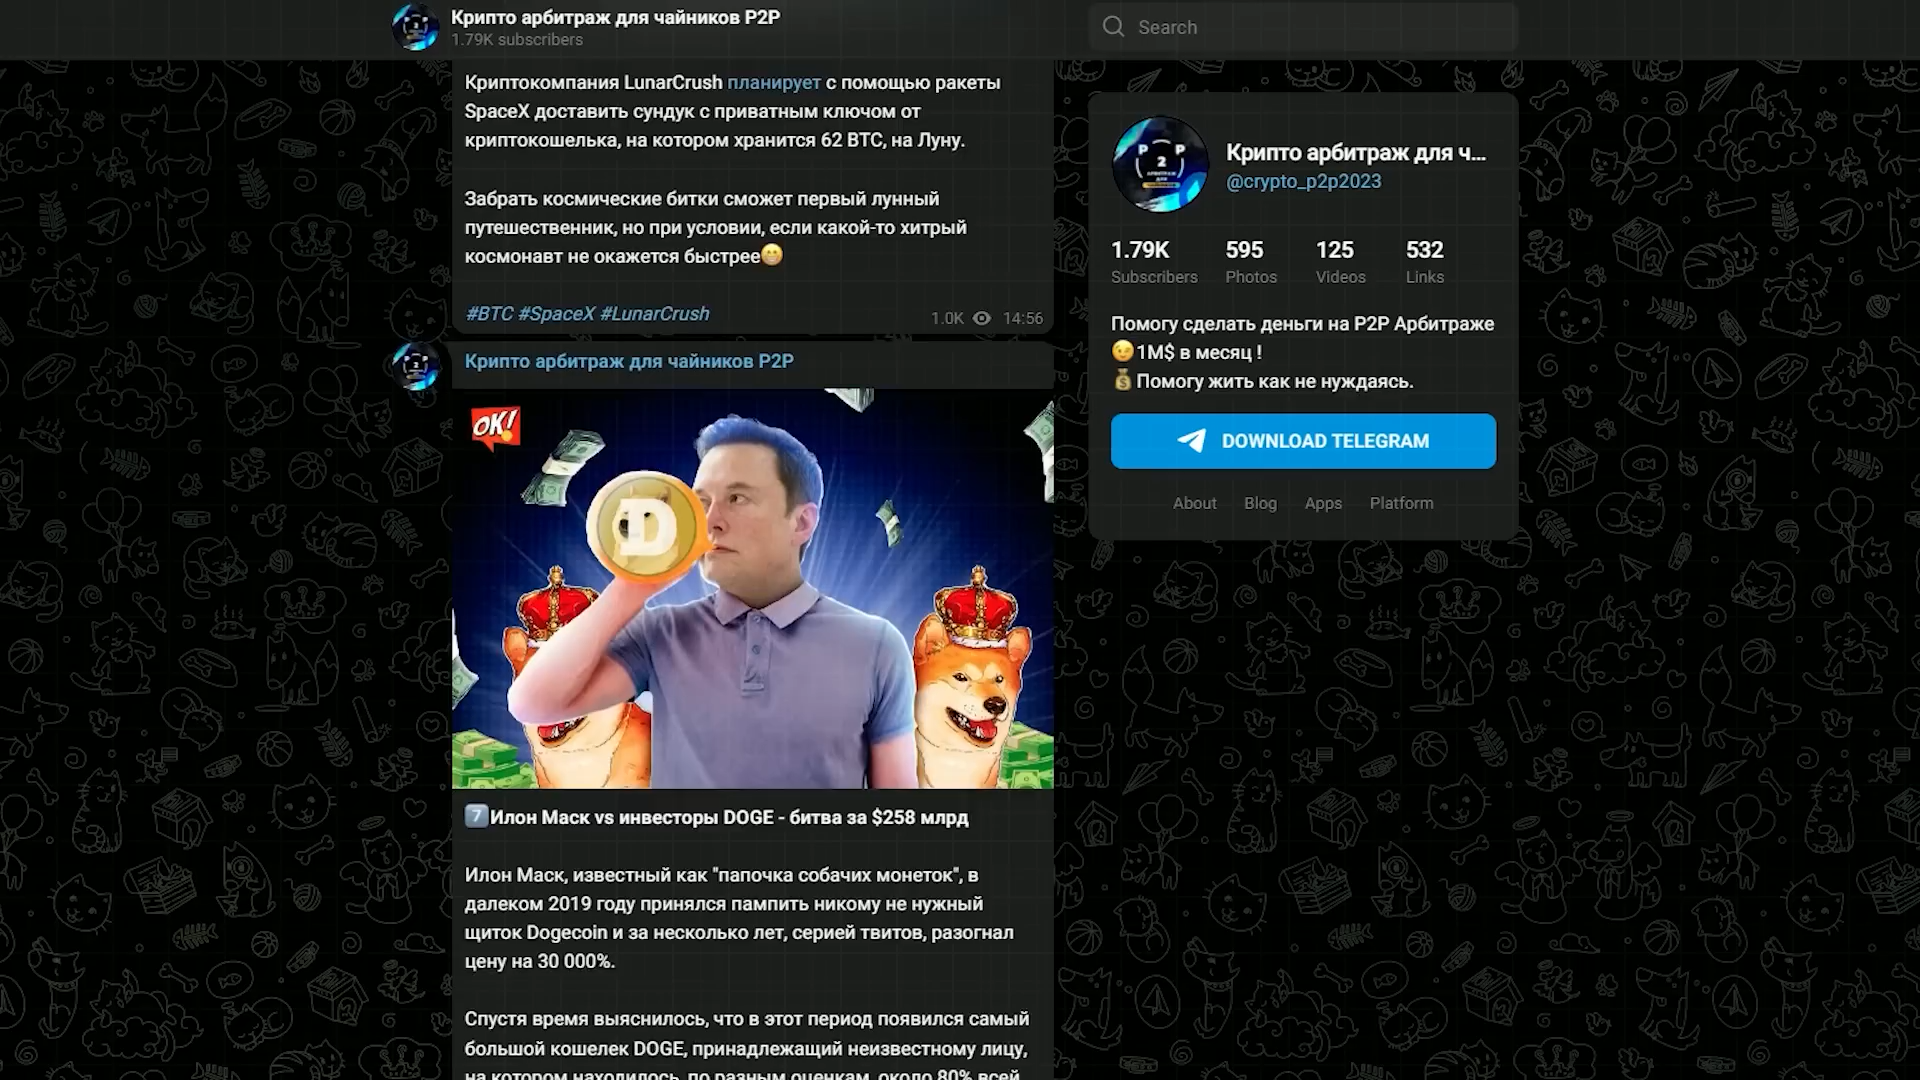 Крипто арбитраж для чайников P2P
1.79K subscribers
Search
Криптокомпания LunarCrush планирует с помощью ракеты
SpaceX доставить сундук с приватным ключом от
криптокошелька, на котором хранится 62 BTC, на Луну.
Забрать космические битки сможет первый лунный
путешественник, но при условии, если какой-то хитрый
космонавт не окажется быстрее😁
#BTC #SpaceX #LunarCrush
1.0K 14:56
Крипто арбитраж для чайников P2P
OK!
D
7️⃣Илон Маск vs инвесторы DOGE - битва за $258 млрд
Илон Маск, известный как "папочка собачих монеток", в
далеком 2019 году принялся пампить никому не нужный
щиток Dogecoin и за несколько лет, серией твитов, разогнал
цену на 30 000%.
Спустя время выяснилось, что в этот период появился самый
большой кошелек DOGE, принадлежащий неизвестному лицу,
на котором находилось, по разным оценкам, около 80% всей
P P
2
АРБИТРАЖ
ДЛЯ
ЧАЙНИКОВ
Крипто арбитраж для ч...
@crypto_p2p2023
1.79K 595 125 532
Subscribers Photos Videos Links
Помогу сделать деньги на P2P Арбитраже
😉1M$ в месяц !
💰Помогу жить как не нуждаясь.
DOWNLOAD TELEGRAM
About Blog Apps Platform